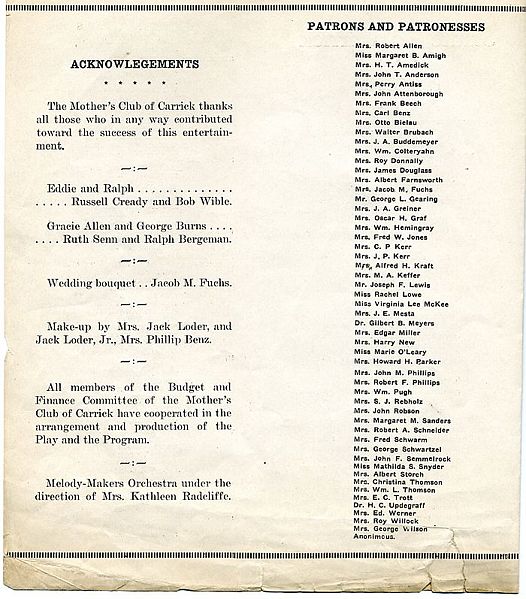 ACKNOWLEGEMENTS
* * * * *
The Mother's Club of Carrick thanks
all those who in any way contributed
toward the success of this entertain-
ment.
—:—
Eddie and Ralph . . . . . . . . . . . . . .
. . . . . Russell Cready and Bob Wible.
Gracie Allen and George Burns . . . .
. . . . Ruth Senn and Ralph Bergeman.
—:—
Wedding bouquet . . Jacob M. Fuchs.
—:—
Make-up by Mrs. Jack Loder, and
Jack Loder, Jr., Mrs. Phillip Benz.
—:—
All members of the Budget and
Finance Committee of the Mother's
Club of Carrick have cooperated in the
arrangement and production of the
Play and the Program.
—:—
Melody-Makers Orchestra under the
direction of Mrs. Kathleen Radcliffe.
PATRONS AND PATRONESSES
Mrs. Robert Allen
Miss Margaret B. Amigh
Mrs. H. T. Amedick
Mrs. John T. Anderson
Mrs. Perry Antiss
Mrs. John Attenborough
Mrs. Frank Beech
Mrs. Carl Benz
Mrs. Otto Bielau
Mrs. Walter Brubach
Mrs. J. A. Buddemeyer
Mrs. Wm. Colteryahn
Mrs. Roy Donnally
Mrs. James Douglass
Mrs. Albert Farnsworth
Mrs. Jacob M. Fuchs
Mr. George L. Gearing
Mrs. J. A. Greiner
Mrs. Oscar H. Graf
Mrs. Wm. Hemingray
Mrs. Fred W. Jones
Mrs. C. P Kerr
Mrs. J. P. Kerr
Mrs. Alfred H. Kraft
Mrs. M. A. Keffer
Mr. Joseph F. Lewis
Miss Rachel Lowe
Miss Virginia Lee McKee
Mrs. J. E. Mesta
Dr. Gilbert B. Meyers
Mrs. Edgar Miller
Mrs. Harry New
Miss Marie O'Leary
Mrs. Howard H. Parker
Mrs. John M. Phillips
Mrs. Robert F. Phillips
Mrs. Wm. Pugh
Mrs. S. J. Rebholz
Mrs. John Robson
Mrs. Margaret M. Sanders
Mrs. Robert A. Schneider
Mrs. Fred Schwarm
Mrs. George Schwartzel
Mrs. John F. Semmelrock
Miss Mathilda S. Snyder
Mrs. Albert Storch
Mrs. Christina Thomson
Mrs. Wm. L. Thomson
Mrs. E. C. Trott
Dr. H. C. Updegraff
Mrs. Ed. Werner
Mrs. Roy Willock
Mrs. George Wilson
Anonimous.